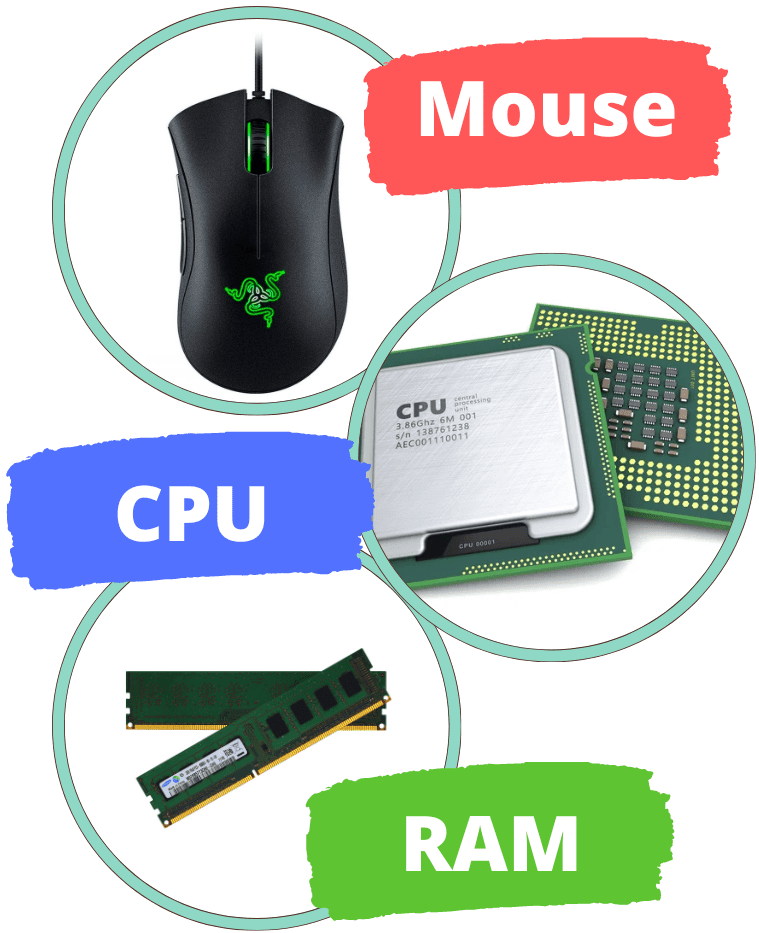 Mouse
CPU central
processing
unit
3.86Ghz 6M 001
s/n 138761238
AEC001110011
CPU 00001
CPU
RAM